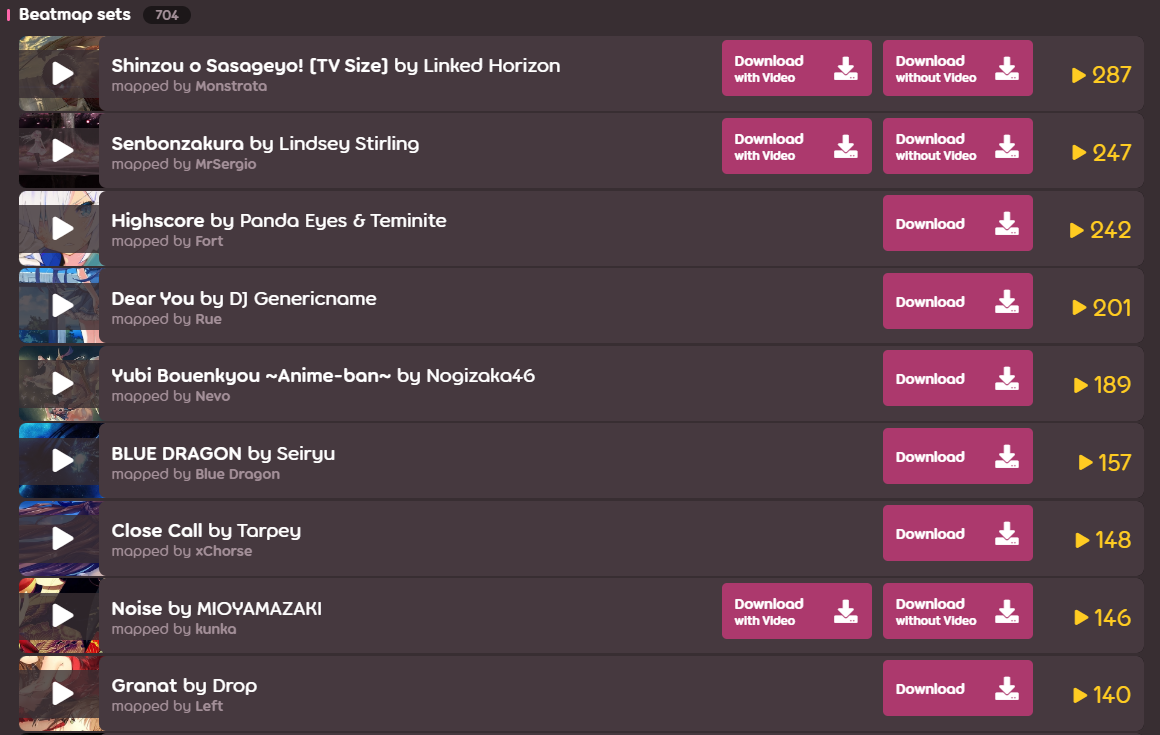 Beatmap sets 704
Shinzou o Sasageyo! [TV Size] by Linked Horizon
mapped by Monstrata
Download with Video
Download without Video
287
Senbonzakura by Lindsey Stirling
mapped by MrSergio
Download with Video
Download without Video
247
Highscore by Panda Eyes & Teminite
mapped by Fort
Download
242
Dear You by DJ Genericname
mapped by Rue
Download
201
Yubi Bouenkyou ~Anime-ban~ by Nogizaka46
mapped by Nevo
Download
189
BLUE DRAGON by Seiryu
mapped by Blue Dragon
Download
157
Close Call by Tarpey
mapped by xChorse
Download
148
Noise by MIOYAMAZAKI
mapped by kunka
Download with Video
Download without Video
146
Granat by Drop
mapped by Left
Download
140